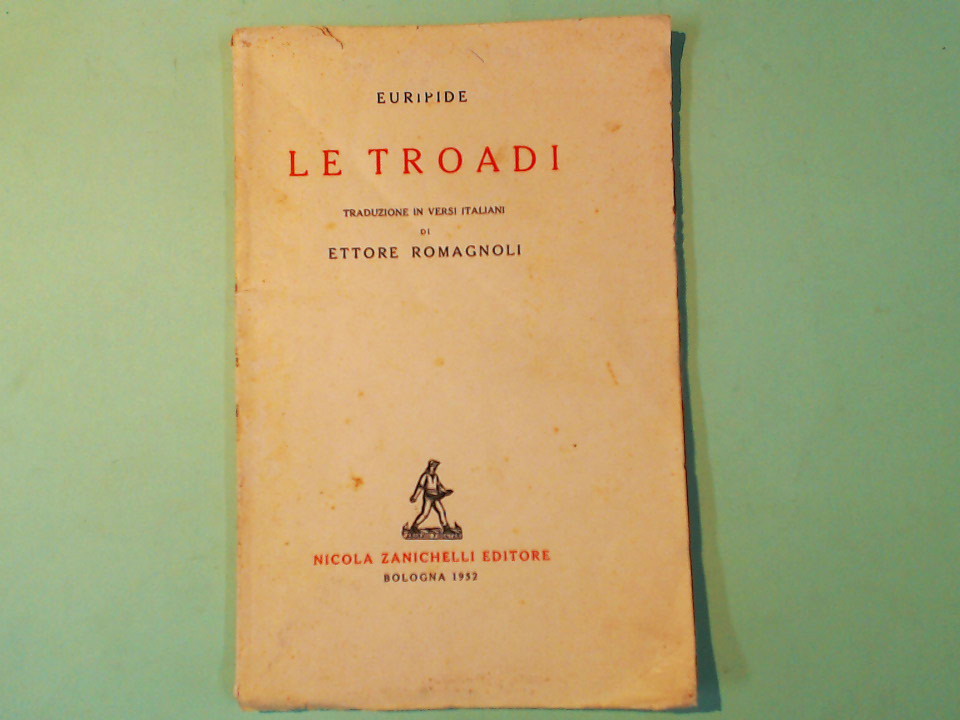 EURIPIDE
LE TROADI
TRADUZIONE IN VERSI ITALIANI
DI
ETTORE ROMAGNOLI
NICOLA ZANICHELLI EDITORE
BOLOGNA 1952